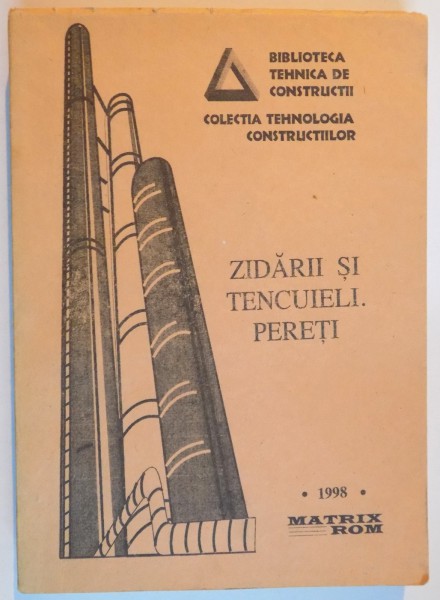 BIBLIOTECA
TEHNICA DE
CONSTRUCTII
COLECTIA TEHNOLOGIA
CONSTRUCTIILOR
ZIDĂRII ȘI
TENCUIELI.
PEREȚI
• 1998 •
MATRIX
ROM